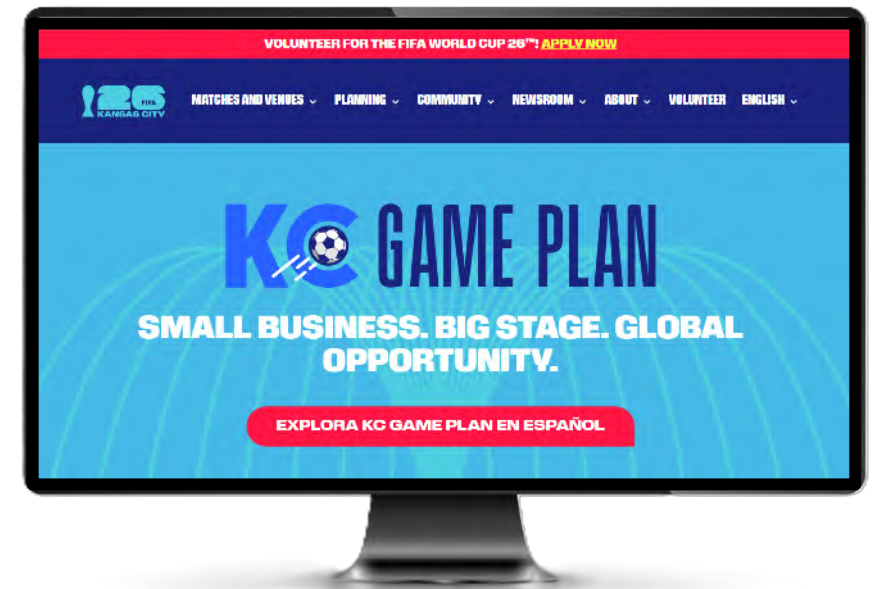 VOLUNTEER FOR THE FIFA WORLD CUP 26™! APPLY NOW
26 FIFA
KANSAS CITY
MATCHES AND VENUES PLANNING COMMUNITY NEWSROOM ABOUT VOLUNTEER ENGLISH
KC GAME PLAN
SMALL BUSINESS. BIG STAGE. GLOBAL
OPPORTUNITY.
EXPLORA KC GAME PLAN EN ESPAÑOL